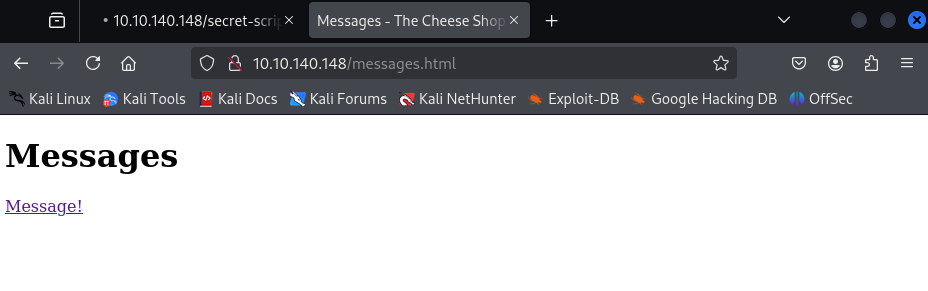 10.10.140.148/secret-scrip
Messages - The Cheese Shop
10.10.140.148/messages.html
Kali Linux Kali Tools Kali Docs Kali Forums Kali NetHunter Exploit-DB Google Hacking DB OffSec
Messages
Message!